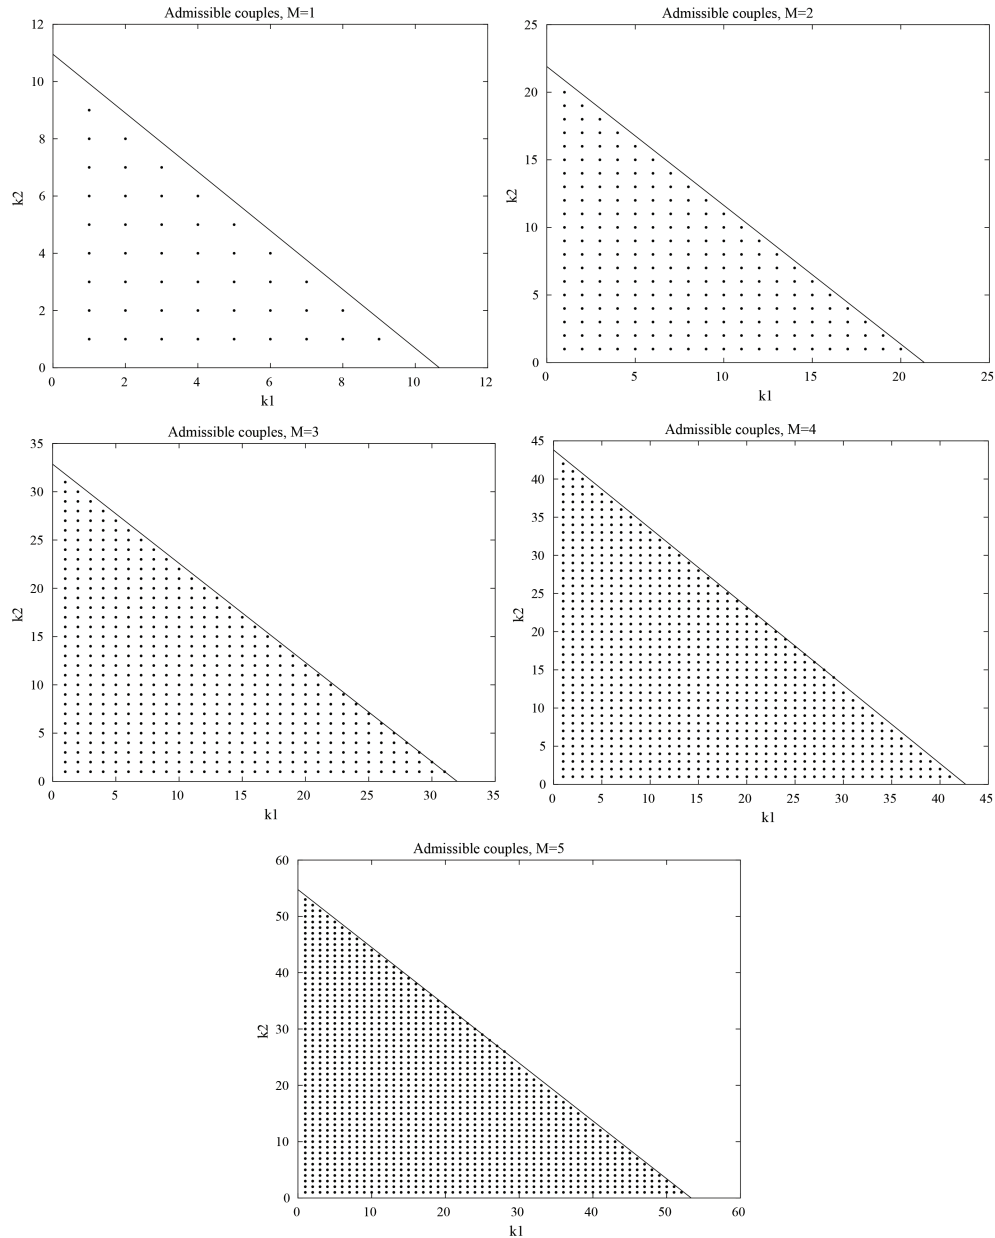 Admissible couples, M=1
12
10
8
6
4
2
0
k2
0 2 4 6 8 10 12
k1
Admissible couples, M=2
25
20
15
10
5
0
k2
0 5 10 15 20 25
k1
Admissible couples, M=3
35
30
25
20
15
10
5
0
k2
0 5 10 15 20 25 30 35
k1
Admissible couples, M=4
45
40
35
30
25
20
15
10
5
0
k2
0 5 10 15 20 25 30 35 40 45
k1
Admissible couples, M=5
60
50
40
30
20
10
0
k2
0 10 20 30 40 50 60
k1